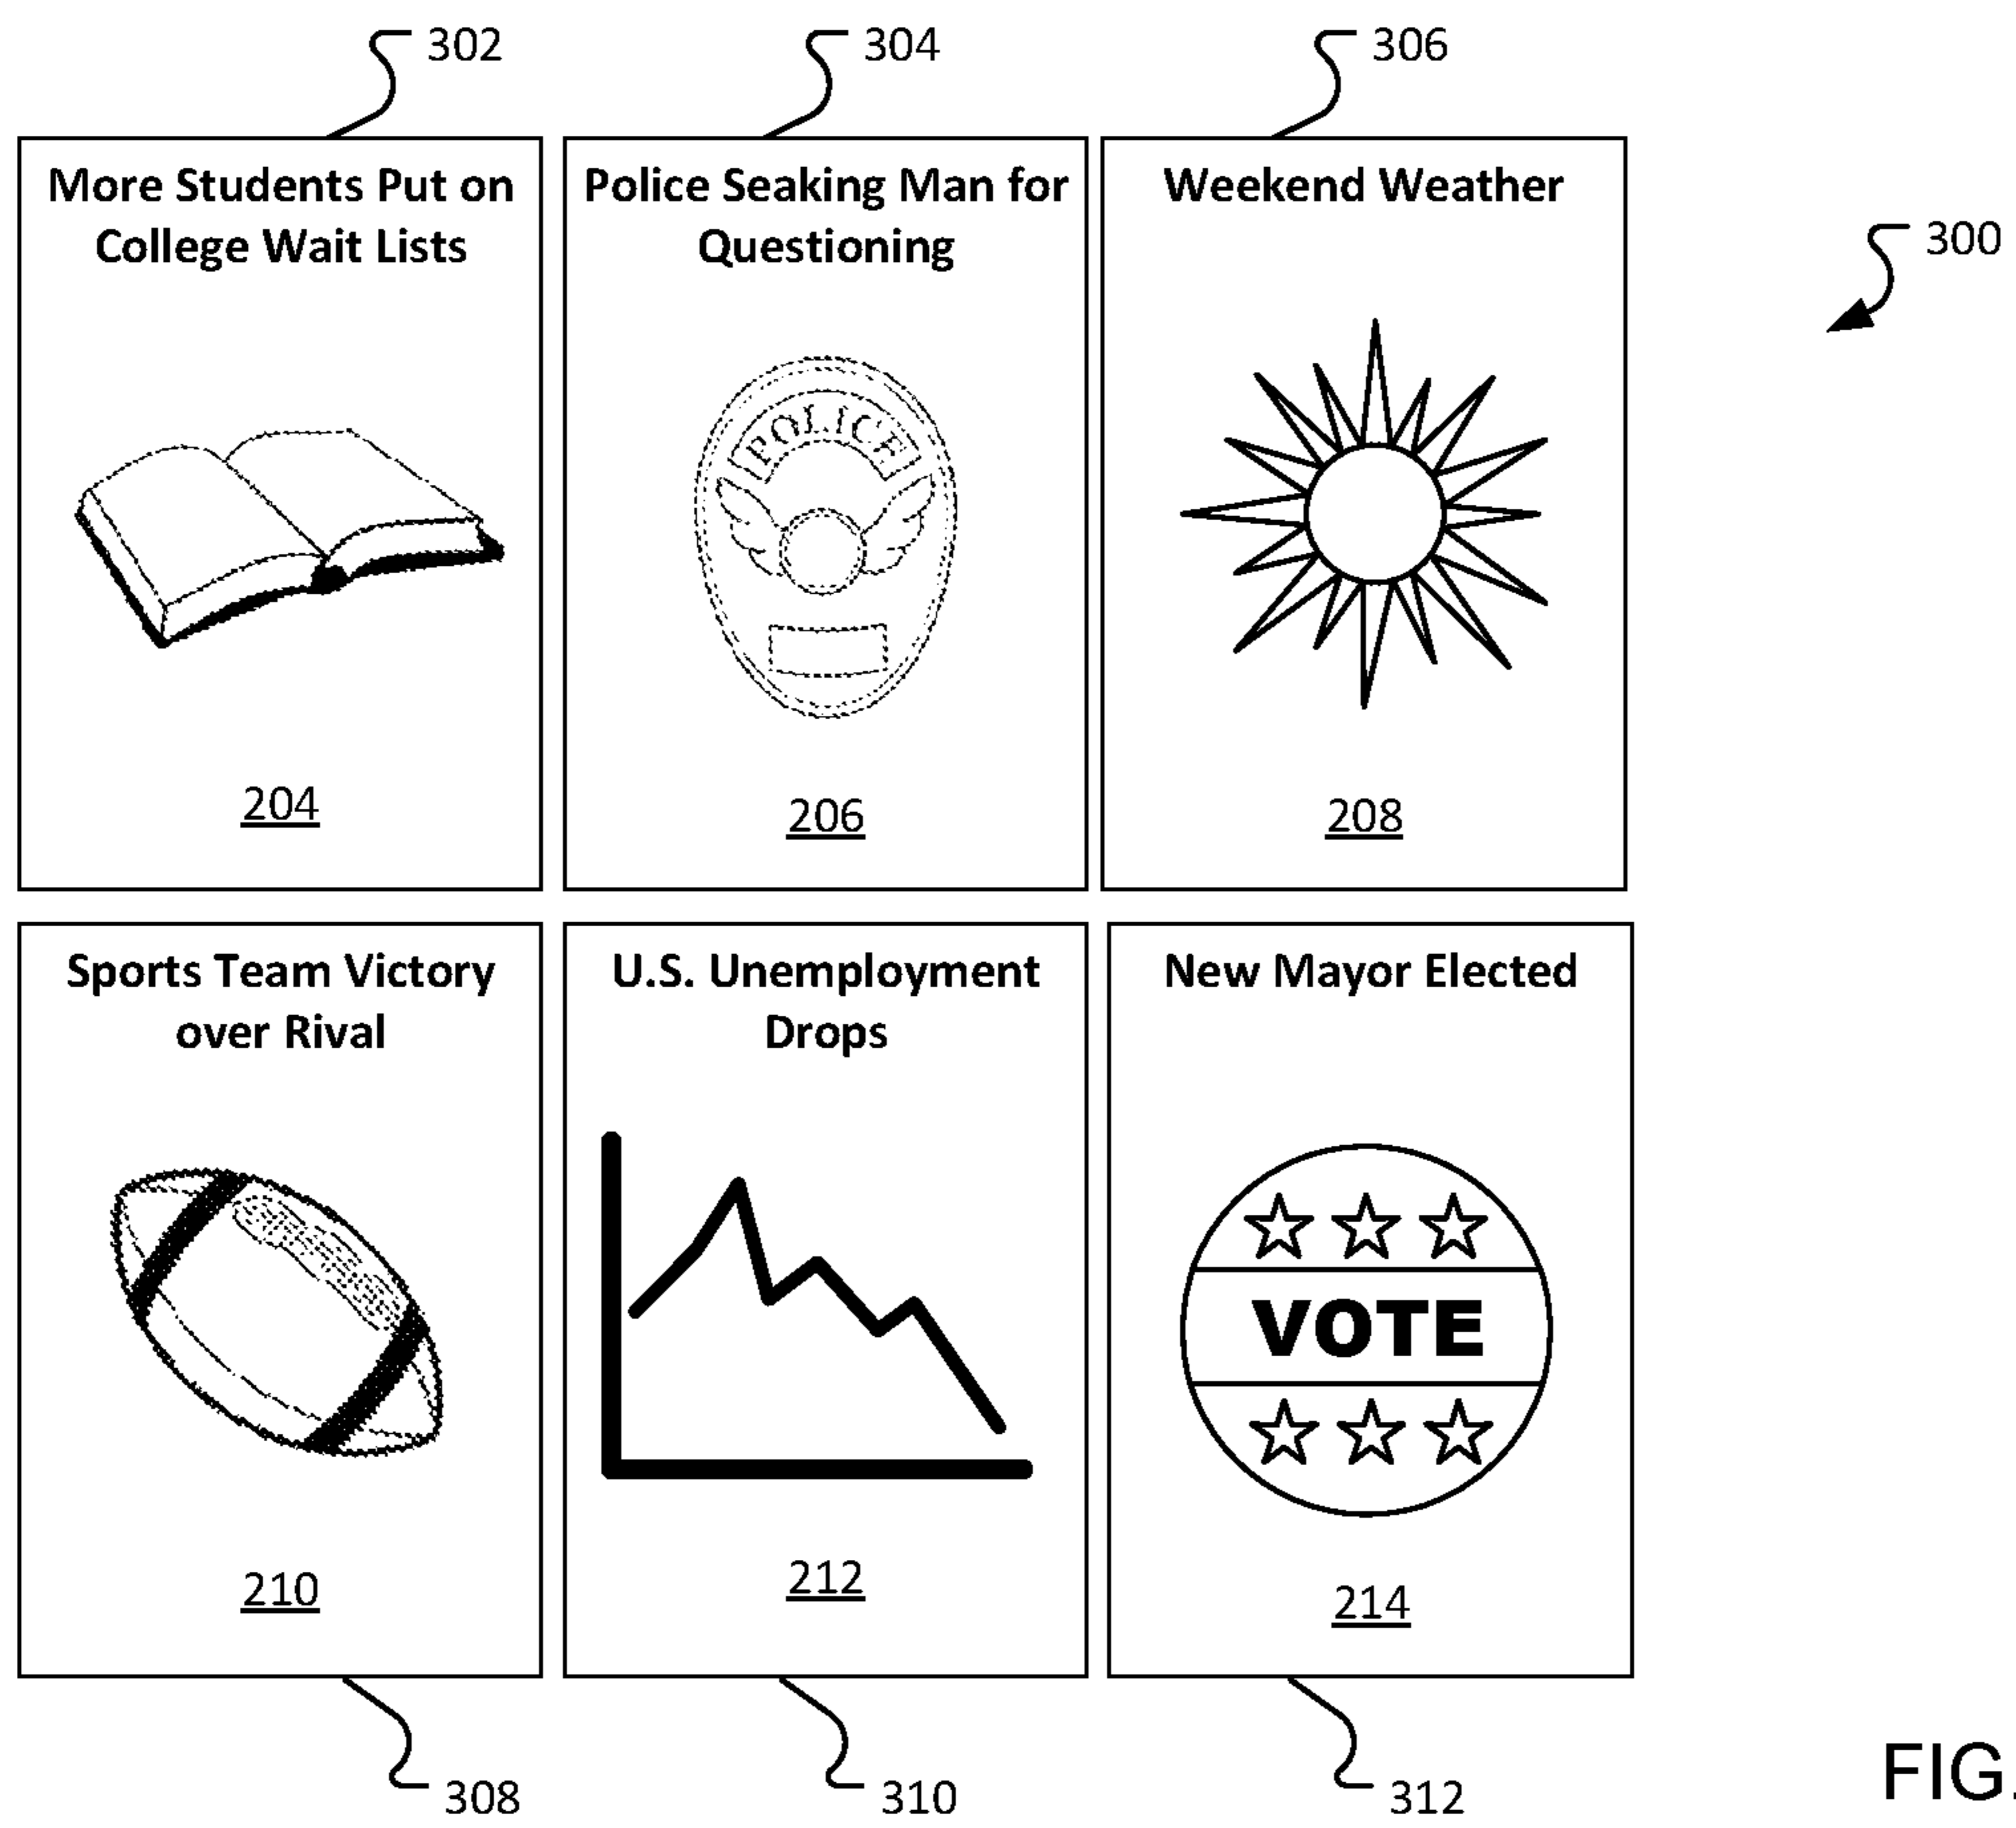 302
304
306
300
More Students Put on
College Wait Lists
204
Police Seaking Man for
Questioning
POLICE
206
Weekend Weather
208
Sports Team Victory
over Rival
210
U.S. Unemployment
Drops
212
New Mayor Elected
VOTE
214
308
310
312
FIG.